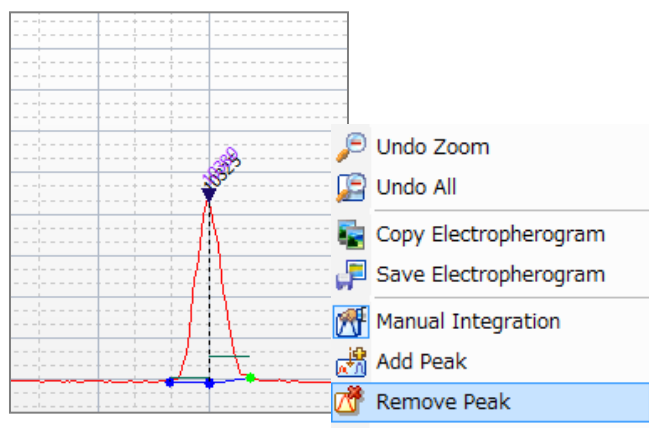 Undo Zoom
Undo All
Copy Electropherogram
Save Electropherogram
Manual Integration
Add Peak
Remove Peak